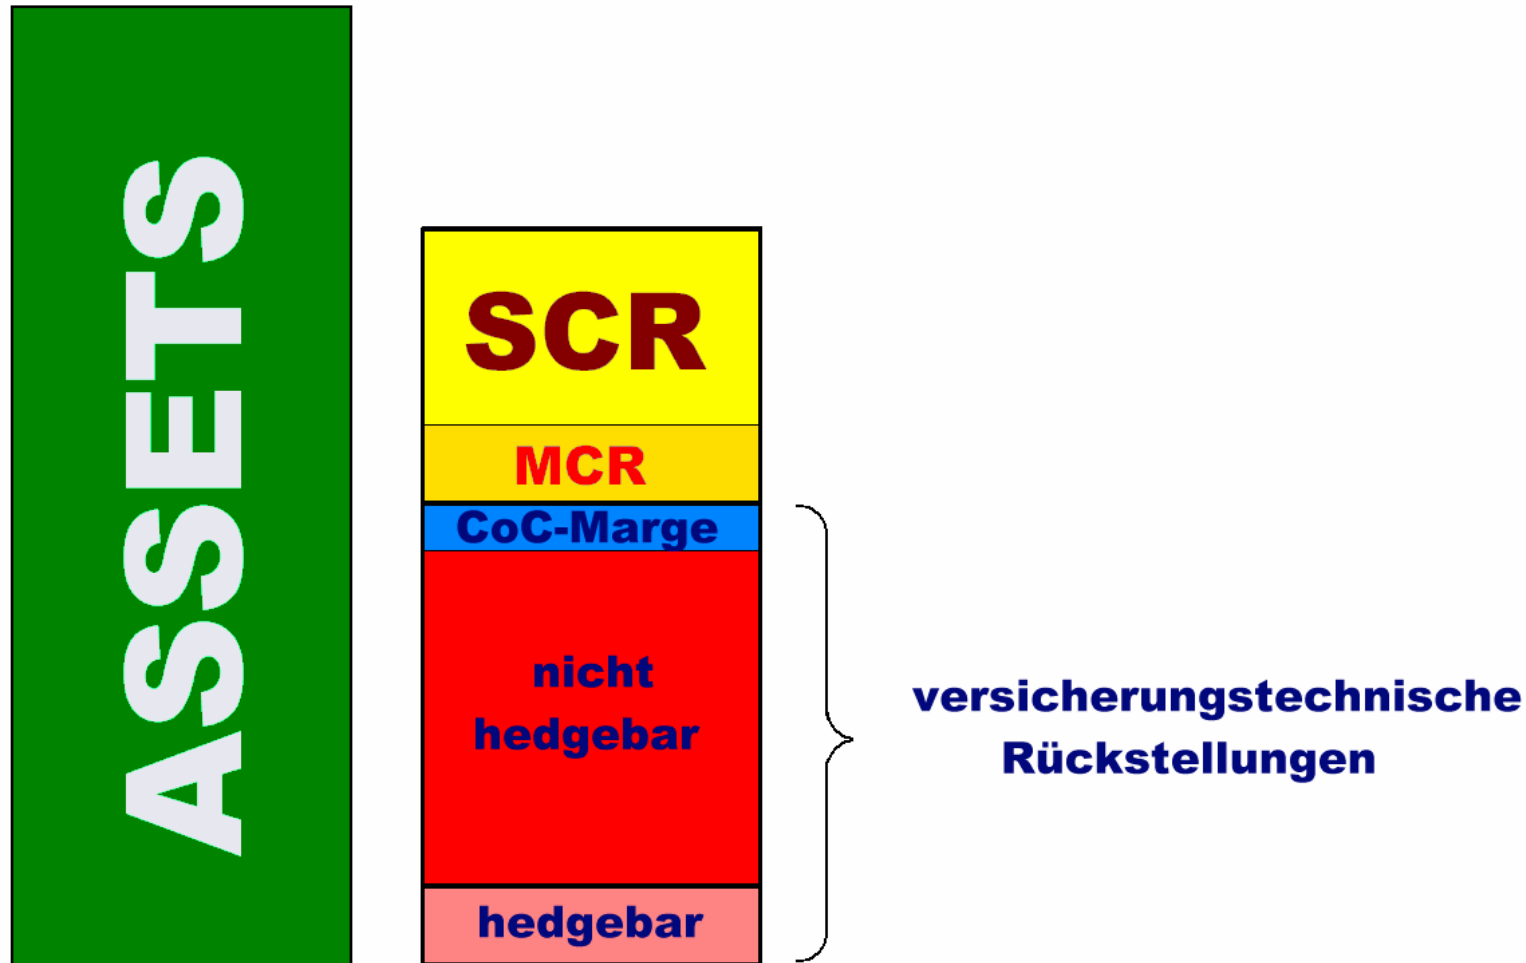 ASSETS
SCR
MCR
CoC-Marge
nicht
hedgebar
hedgebar
versicherungstechnische
Rückstellungen